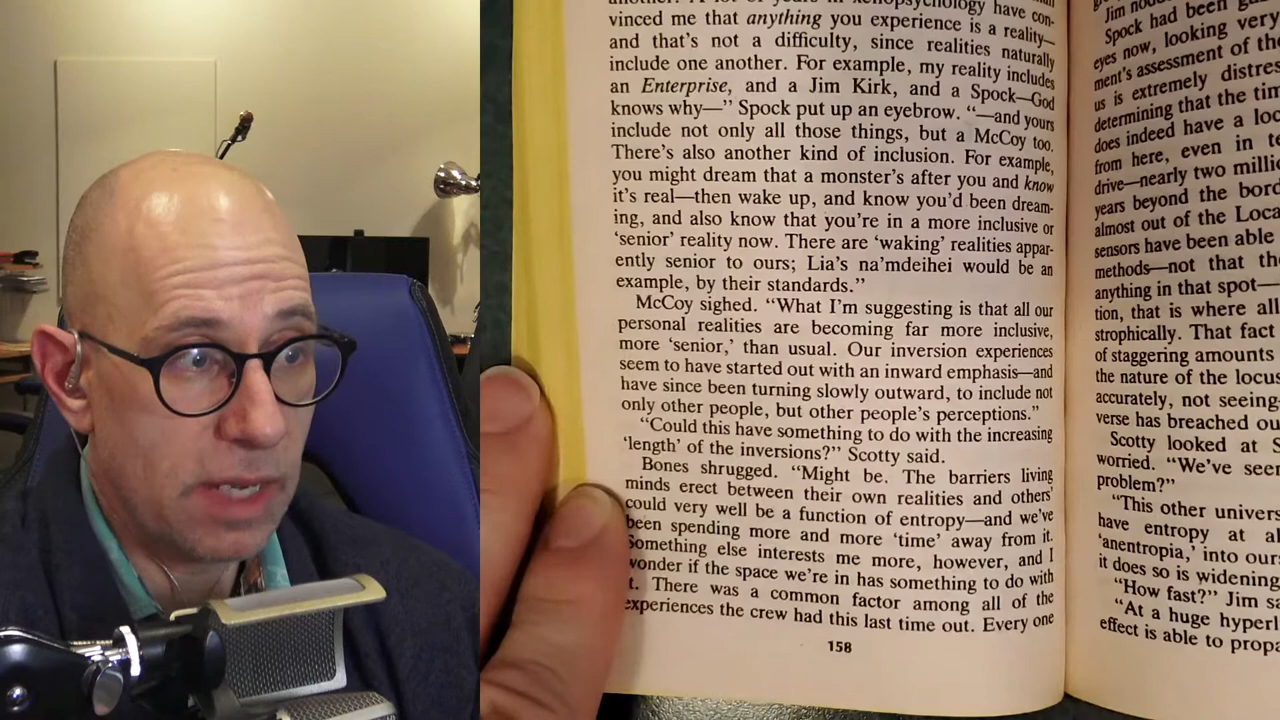 another. A lot of years in xenopsychology have con-
vinced me that anything you experience is a reality—
and that's not a difficulty, since realities naturally
include one another. For example, my reality includes
an Enterprise, and a Jim Kirk, and a Spock—God
knows why—” Spock put up an eyebrow. “—and yours
include not only all those things, but a McCoy too.
There's also another kind of inclusion. For example,
you might dream that a monster's after you and know
it's real—then wake up, and know you'd been dream-
ing, and also know that you're in a more inclusive or
‘senior’ reality now. There are ‘waking’ realities appar-
ently senior to ours; Lia's na'mdeihei would be an
example, by their standards.”
McCoy sighed. “What I'm suggesting is that all our
personal realities are becoming far more inclusive,
more ‘senior,’ than usual. Our inversion experiences
seem to have started out with an inward emphasis—and
have since been turning slowly outward, to include not
only other people, but other people's perceptions.”
“Could this have something to do with the increasing
‘length’ of the inversions?” Scotty said.
Bones shrugged. “Might be. The barriers living
minds erect between their own realities and others'
could very well be a function of entropy—and we've
been spending more and more ‘time’ away from it.
Something else interests me more, however, and I
wonder if the space we're in has something to do with
t. There was a common factor among all of the
experiences the crew had this last time out. Every one
158
Jim nod
Spock had been
eyes now, looking very
ment's assessment of the
us is extremely distres
determining that the tim
does indeed have a loc
from here, even in te
drive—nearly two millio
years beyond the bord
almost out of the Loca
sensors have been able
methods—not that the
anything in that spot—
tion, that is where all
strophically. That fact
of staggering amounts
the nature of the locus
accurately, not seeing-
verse has breached ou
Scotty looked at S
worried. “We've seen
problem?”
“This other univers
have entropy at al
‘anentropia,’ into ours
it does so is widening
“How fast?” Jim sa
“At a huge hyperl
effect is able to propa